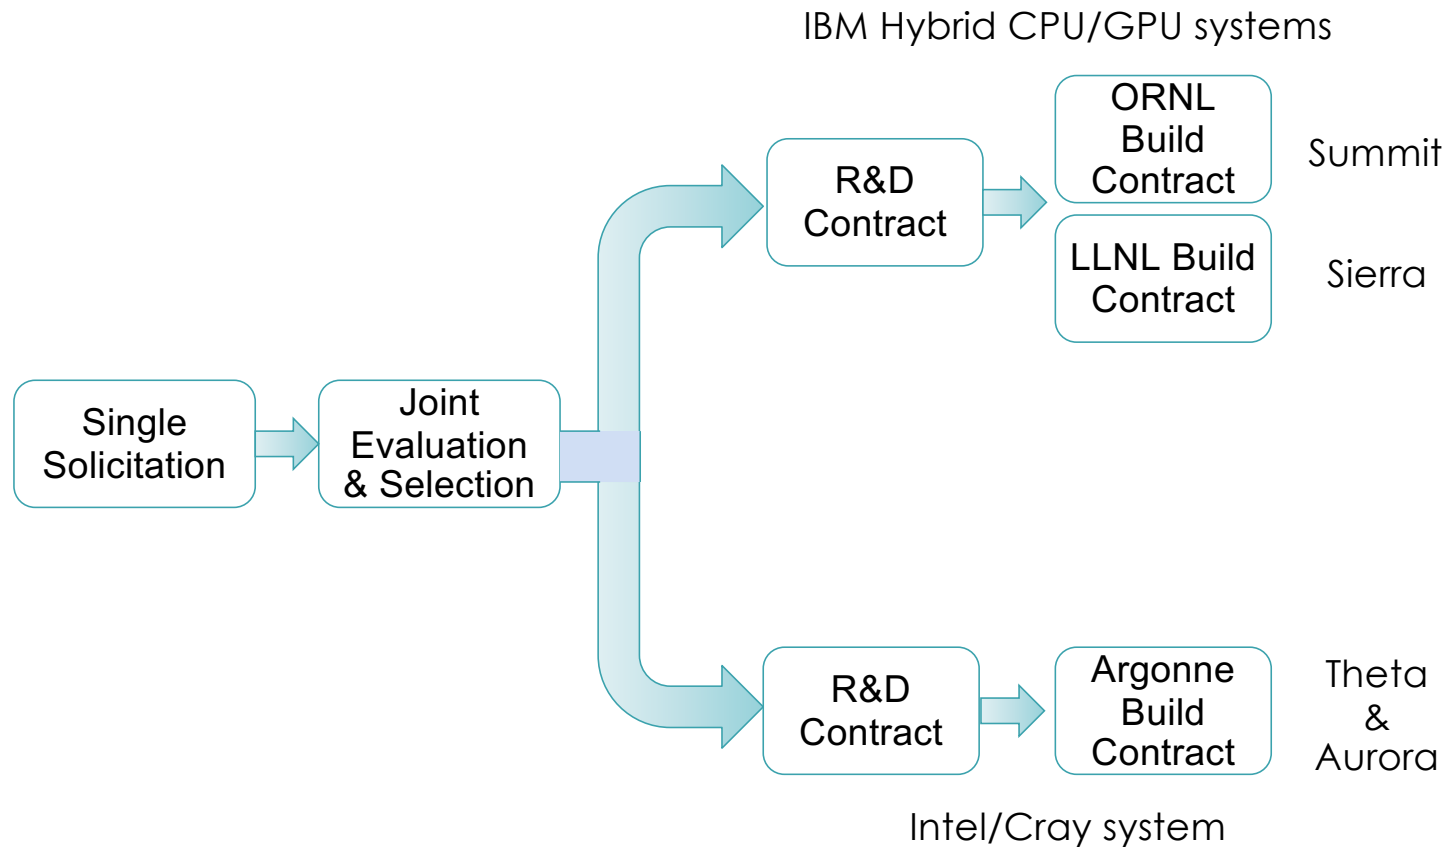 IBM Hybrid CPU/GPU systems
ORNL
Build
Contract
Summit
R&D
Contract
LLNL Build
Contract
Sierra
Single
Solicitation
Joint
Evaluation
& Selection
R&D
Contract
Argonne
Build
Contract
Theta
&
Aurora
Intel/Cray system